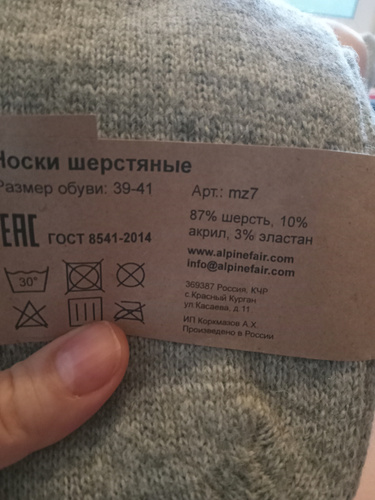 Носки шерстяные
Размер обуви: 39-41
Арт.: mz7
EAC ГОСТ 8541-2014
87% шерсть, 10%
акрил, 3% эластан
www.alpinefair.com
info@alpinefair.com
30°
369387 Россия, КЧР
с Красный Курган
ул Касаева, д 11
ИП Коркмазов А.Х.
Произведено в России